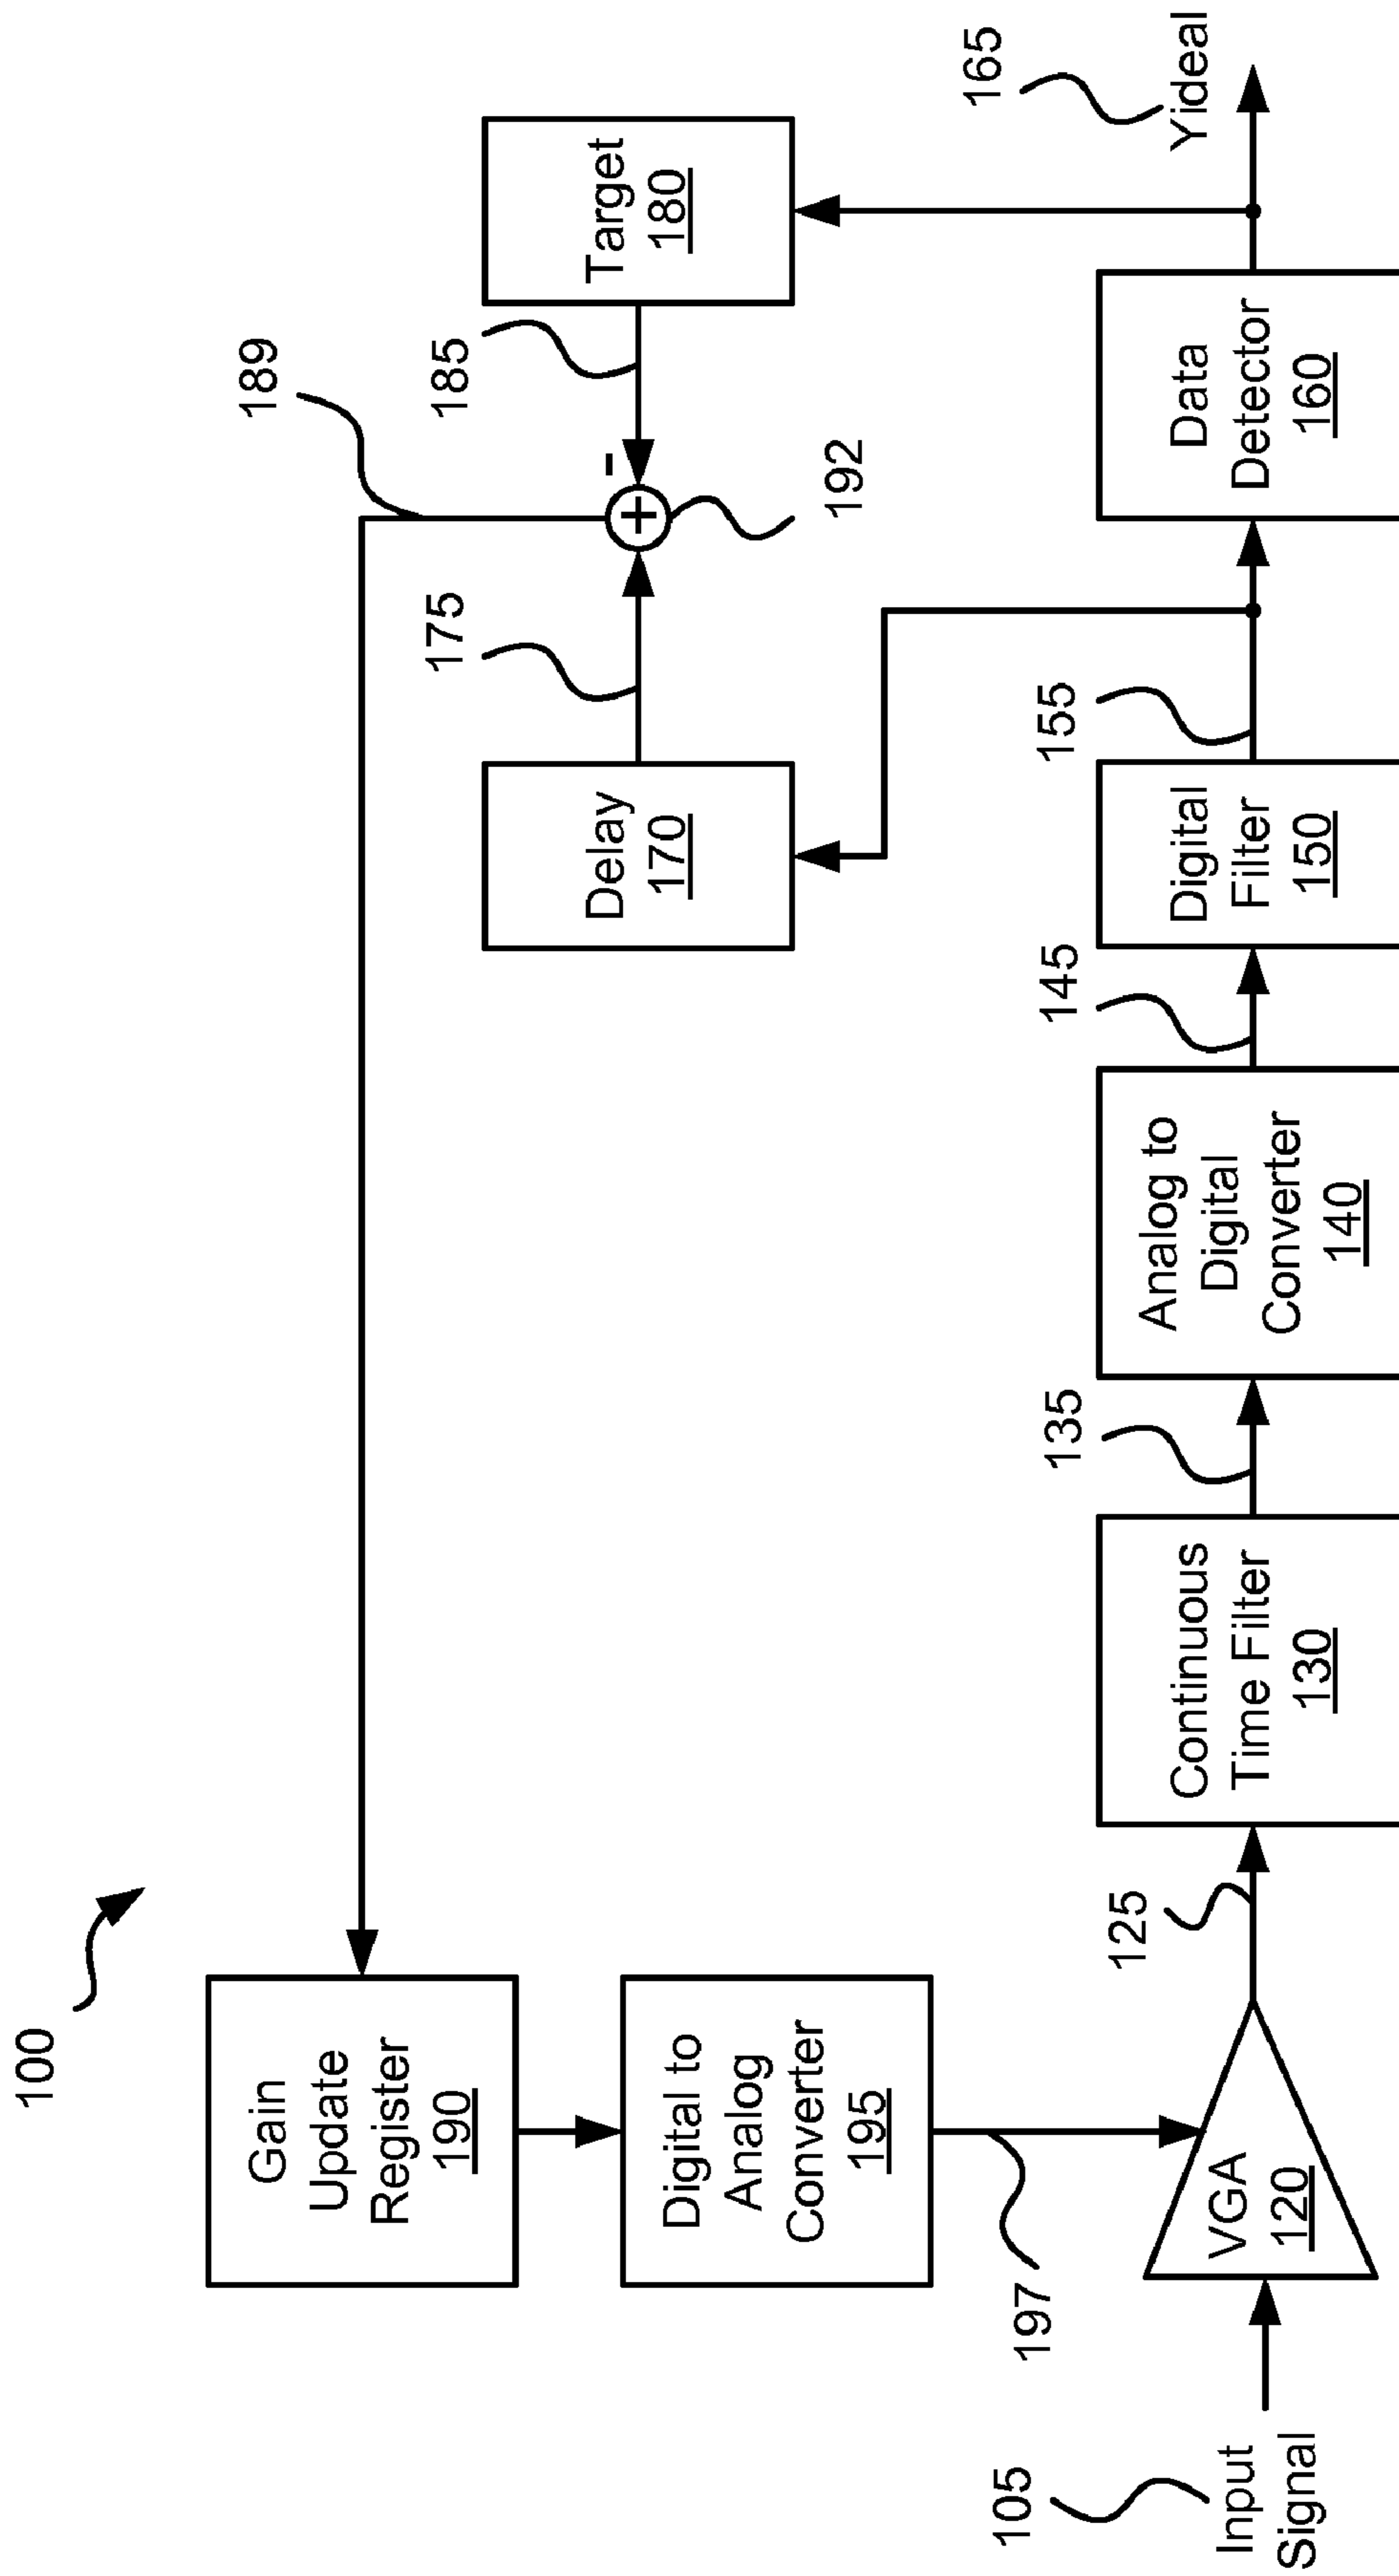 100
Gain
Update
Register
190
189
Digital to
Analog
Converter
195
Delay
170
175
185
Target
180
192
197
105
Input
Signal
VGA
120
125
Continuous
Time Filter
130
135
Analog to
Digital
Converter
140
145
Digital
Filter
150
155
Data
Detector
160
165
Yideal
+
-